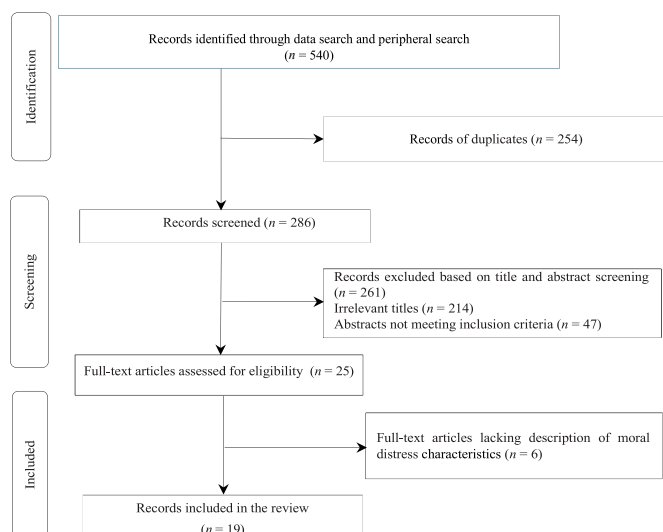 Identification
Records identified through data search and peripheral search
(n = 540)
Records of duplicates (n = 254)
Screening
Records screened (n = 286)
Records excluded based on title and abstract screening
(n = 261)
Irrelevant titles (n = 214)
Abstracts not meeting inclusion criteria (n = 47)
Full-text articles assessed for eligibility (n = 25)
Included
Full-text articles lacking description of moral
distress characteristics (n = 6)
Records included in the review
(n = 19)